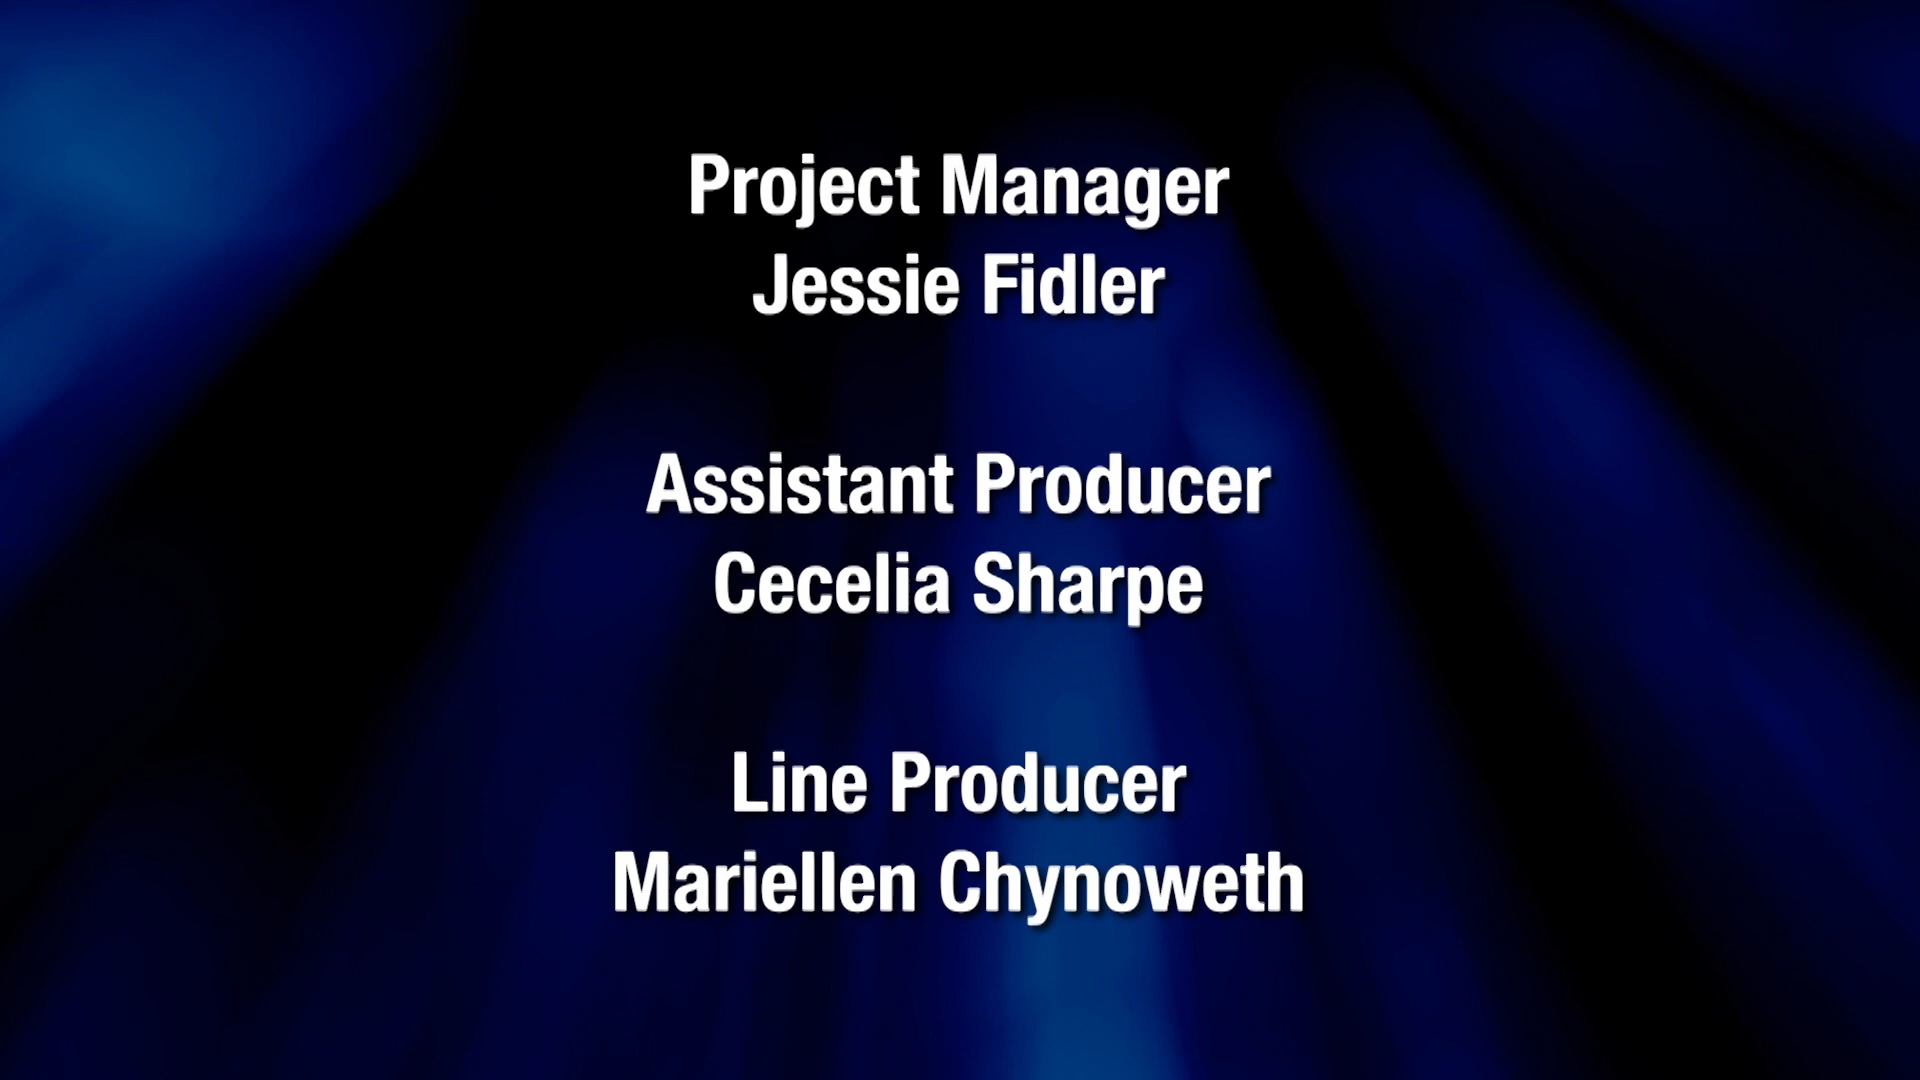 Project Manager
Jessie Fidler
Assistant Producer
Cecelia Sharpe
Line Producer
Mariellen Chynoweth